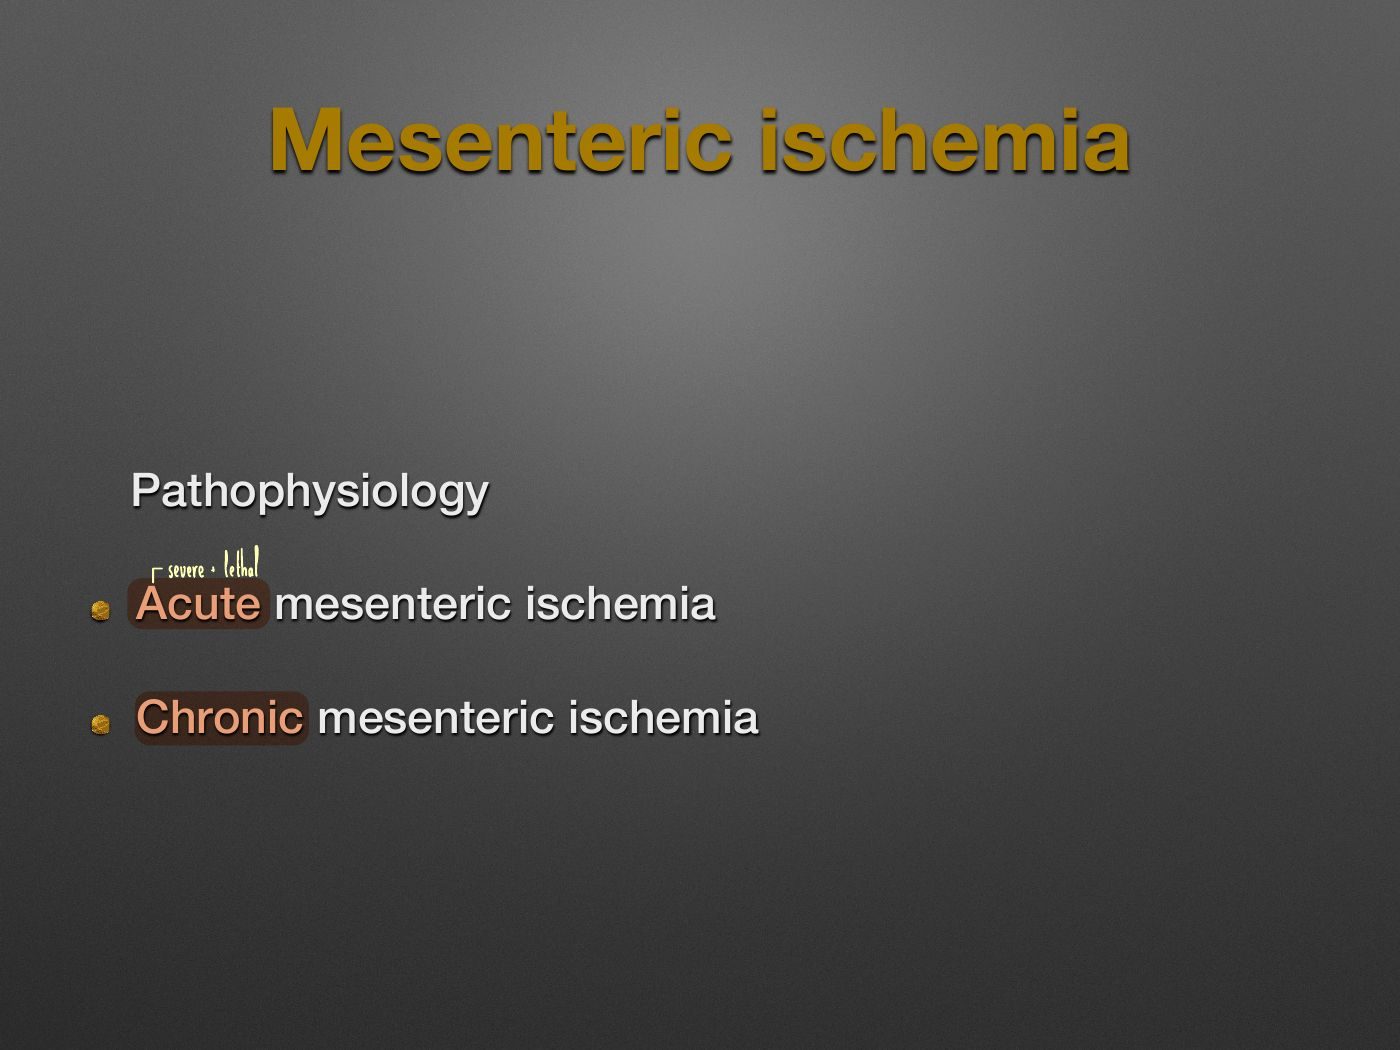 Mesenteric ischemia
Pathophysiology
severe + lethal
Acute mesenteric ischemia
Chronic mesenteric ischemia